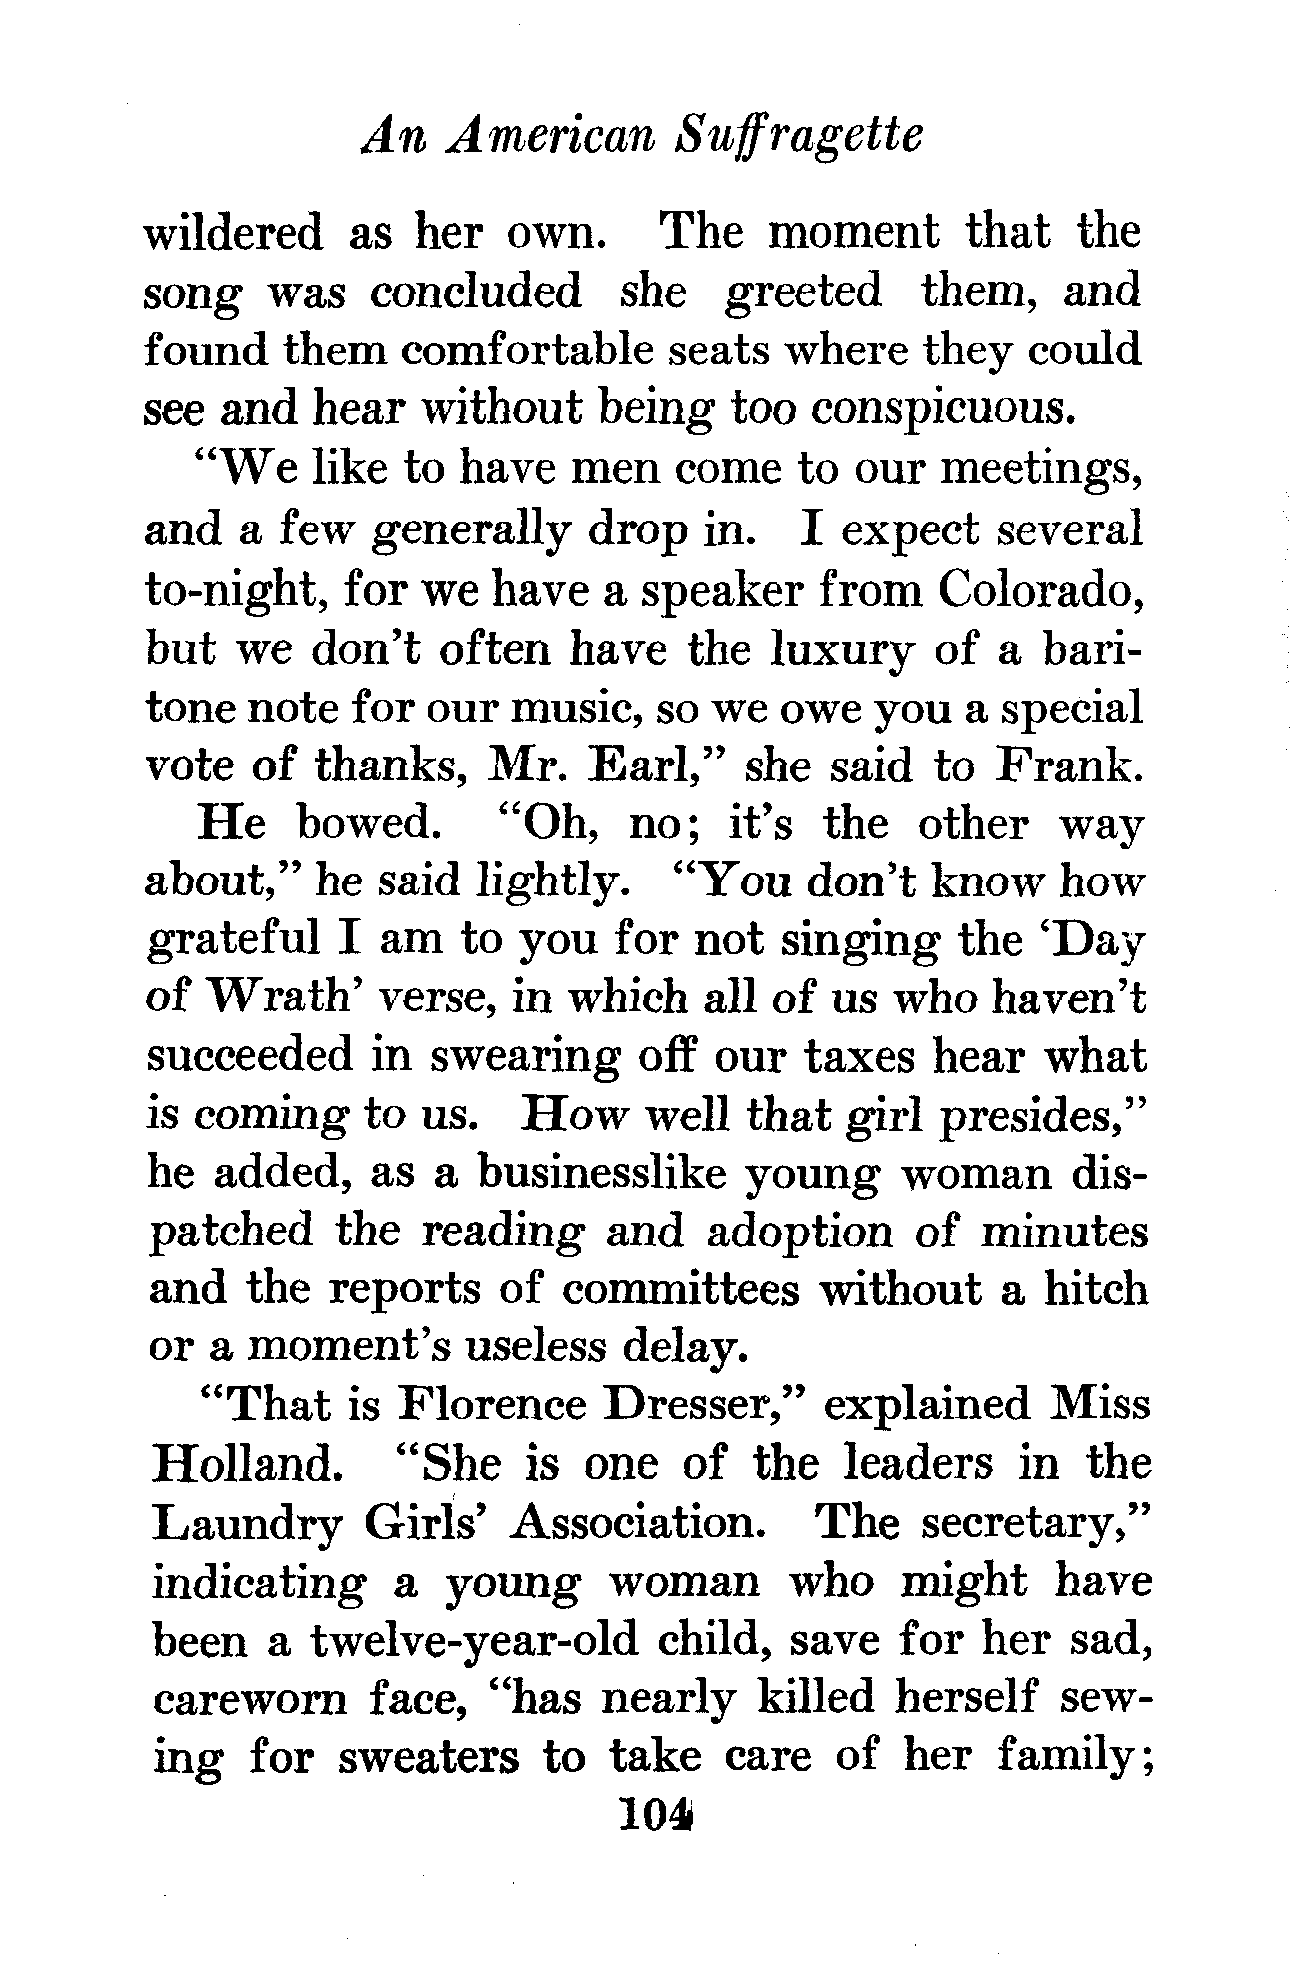 An American Suffragette
wildered as her own. The moment that the
song was concluded she greeted them, and
found them comfortable seats where they could
see and hear without being too conspicuous.
“We like to have men come to our meetings,
and a few generally drop in. I expect several
to-night, for we have a speaker from Colorado,
but we don’t often have the luxury of a bari-
tone note for our music, so we owe you a special
vote of thanks, Mr. Earl,” she said to Frank.
He bowed. “Oh, no; it’s the other way
about,” he said lightly. “You don’t know how
grateful I am to you for not singing the ‘Day
of Wrath’ verse, in which all of us who haven’t
succeeded in swearing off our taxes hear what
is coming to us. How well that girl presides,”
he added, as a businesslike young woman dis-
patched the reading and adoption of minutes
and the reports of committees without a hitch
or a moment’s useless delay.
“That is Florence Dresser,” explained Miss
Holland. “She is one of the leaders in the
Laundry Girls’ Association. The secretary,”
indicating a young woman who might have
been a twelve-year-old child, save for her sad,
careworn face, “has nearly killed herself sew-
ing for sweaters to take care of her family;
104